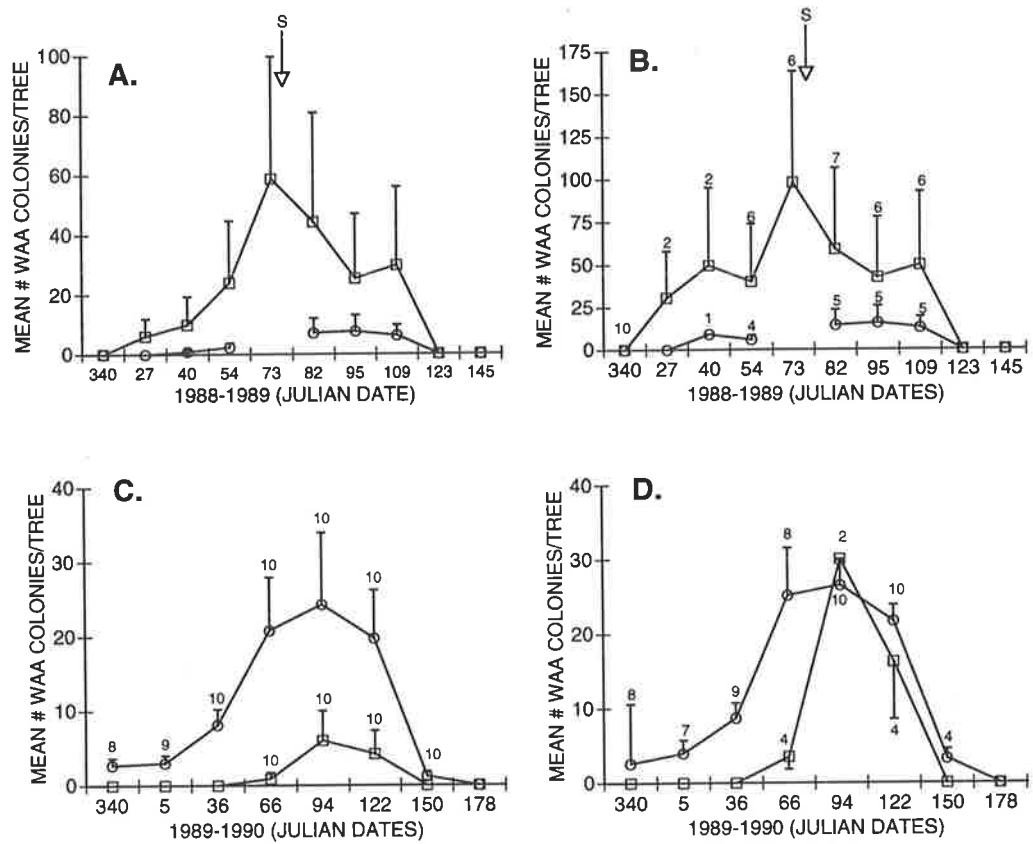 A.
S
MEAN # WAA COLONIES/TREE
100
80
60
40
20
0
340 27 40 54 73 82 95 109 123 145
1988-1989 (JULIAN DATE)
B.
S
MEAN # WAA COLONIES/TREE
175
150
125
100
75
50
25
0
10 2 2 6 6 7 6 6
1 4 5 5 5
340 27 40 54 73 82 95 109 123 145
1988-1989 (JULIAN DATES)
C.
MEAN # WAA COLONIES/TREE
40
30
20
10
0
8 9 10 10 10 10 10
10 10 10
340 5 36 66 94 122 150 178
1989-1990 (JULIAN DATES)
D.
MEAN # WAA COLONIES/TREE
40
30
20
10
0
8 7 9 8 10 10 4
4 2 4
340 5 36 66 94 122 150 178
1989-1990 (JULIAN DATES)